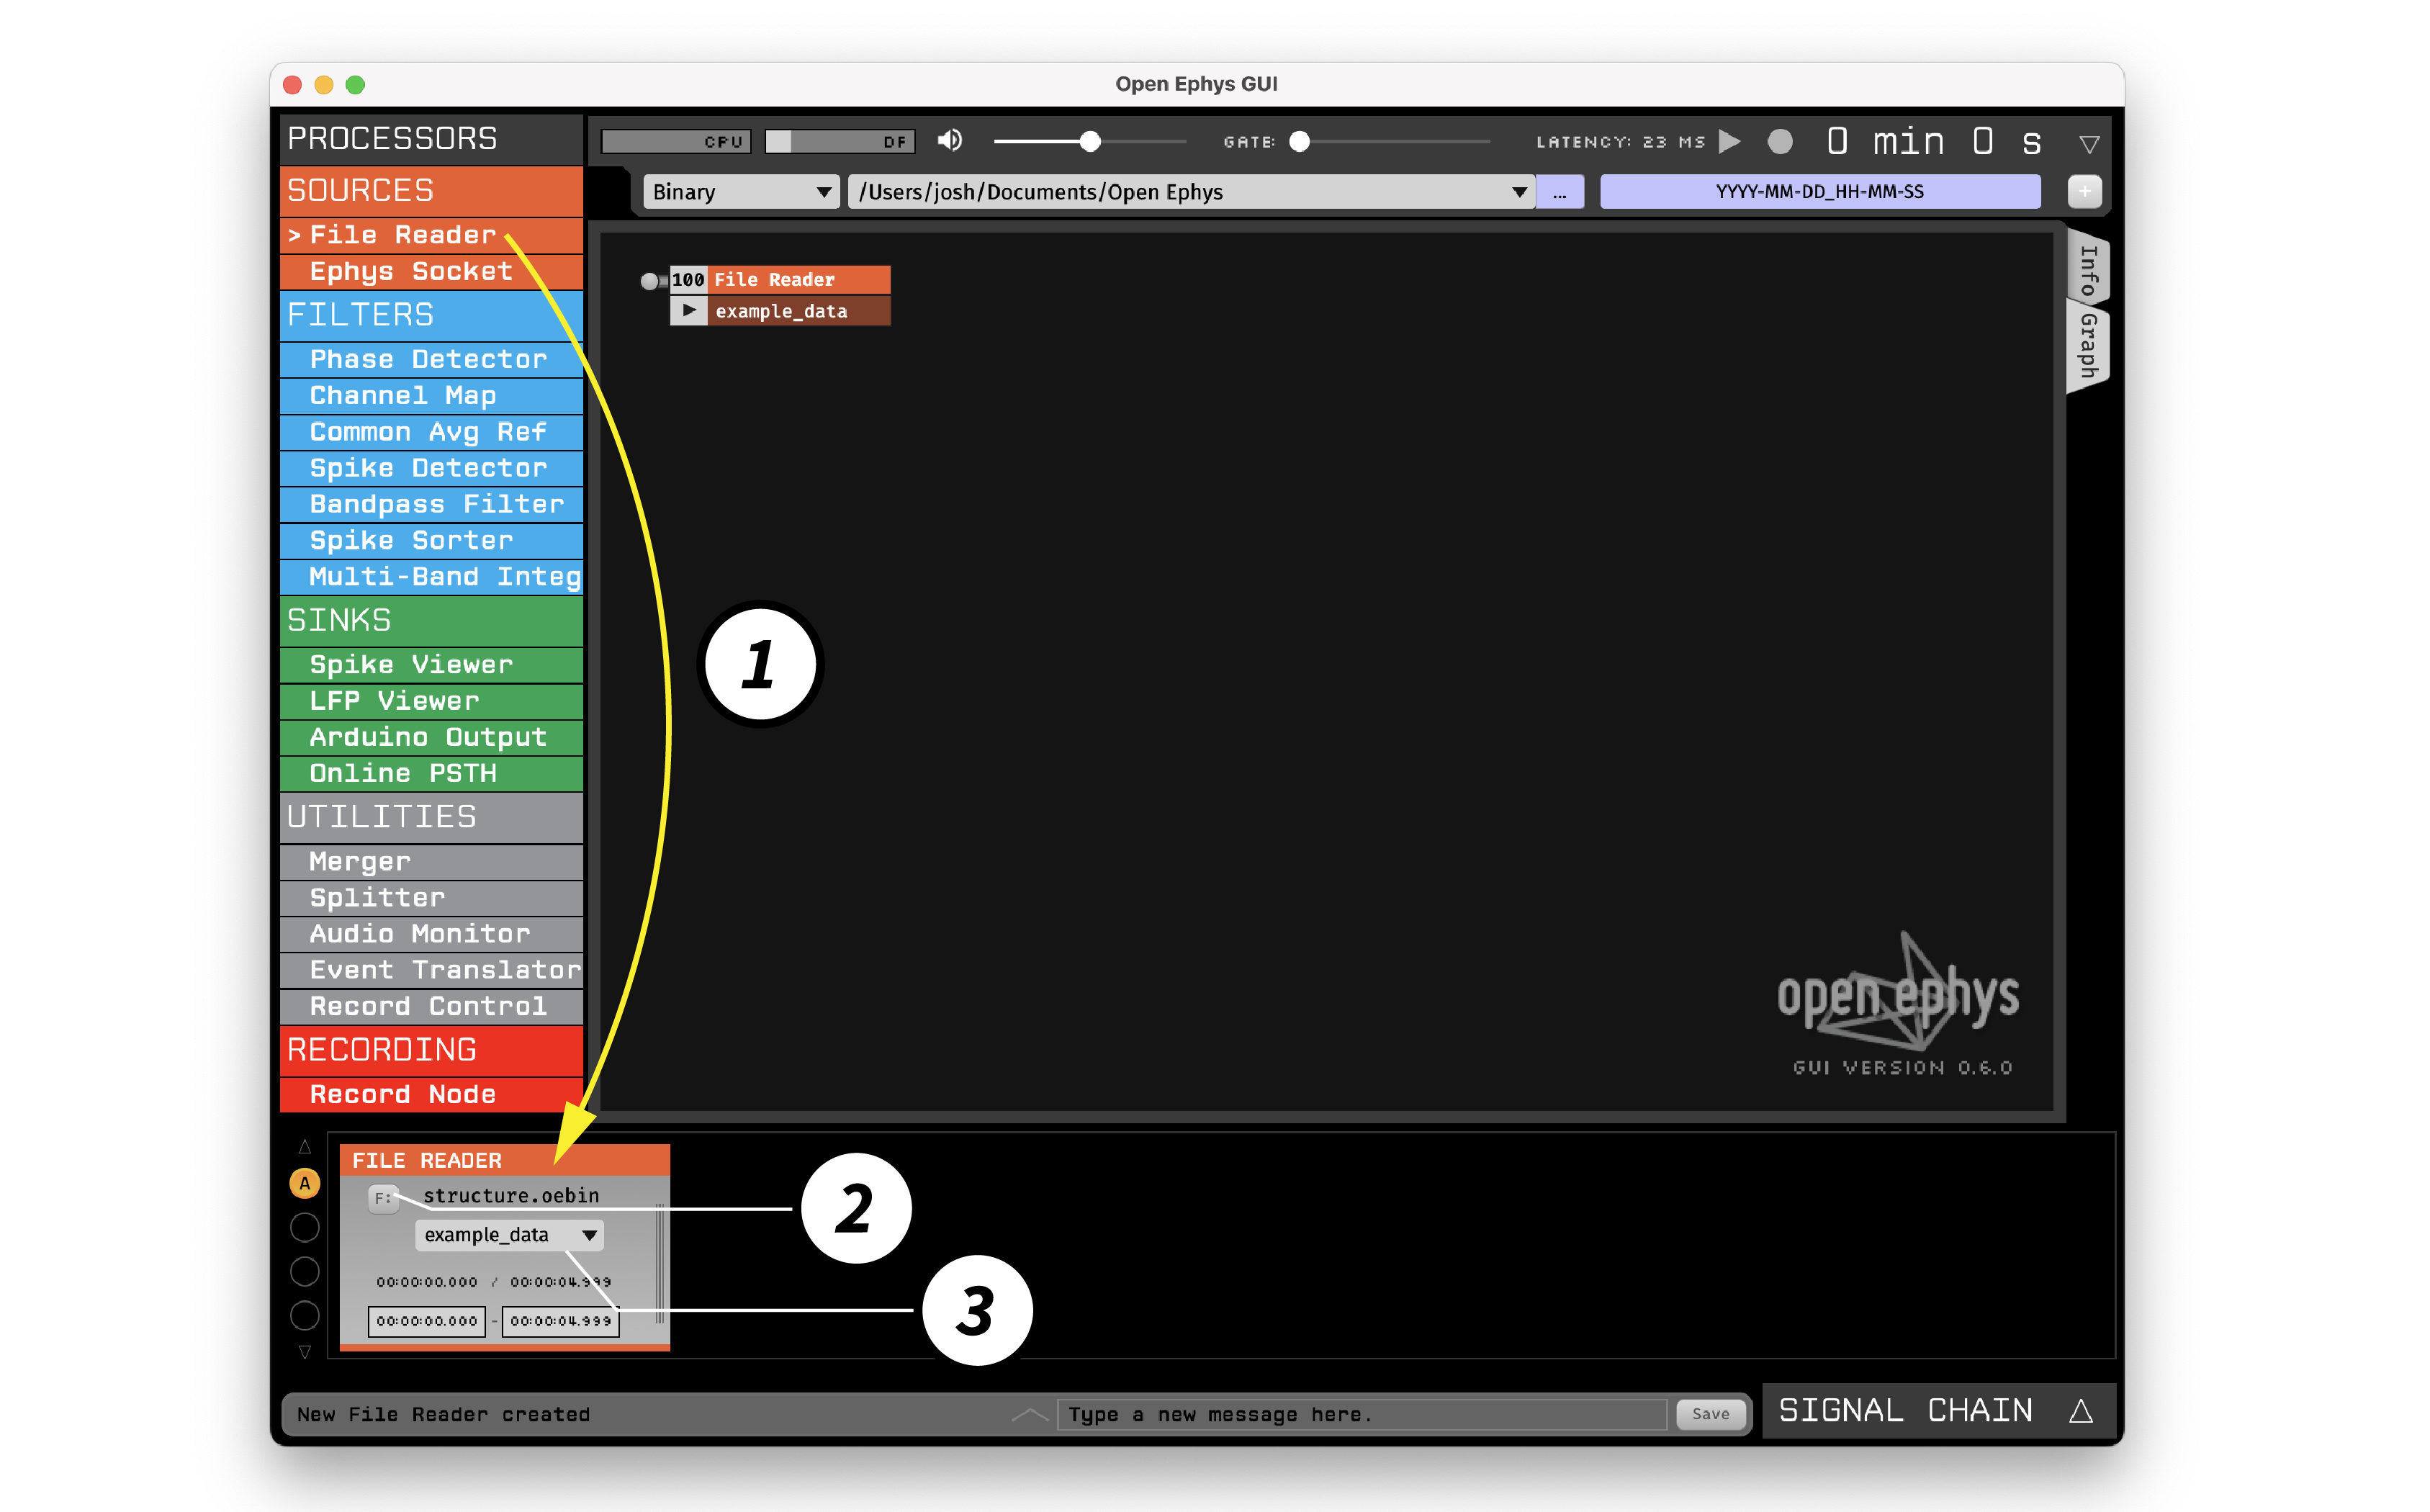 Open Ephys GUI
PROCESSORS
SOURCES
> File Reader
Ephys Socket
FILTERS
Phase Detector
Channel Map
Common Avg Ref
Spike Detector
Bandpass Filter
Spike Sorter
Multi-Band Integ
SINKS
Spike Viewer
LFP Viewer
Arduino Output
Online PSTH
UTILITIES
Merger
Splitter
Audio Monitor
Event Translator
Record Control
RECORDING
Record Node
CPU DF GATE: LATENCY: 23 MS 0 min 0 s
Binary /Users/josh/Documents/Open Ephys ... YYYY-MM-DD_HH-MM-SS +
100 File Reader
example_data
Info
Graph
1
open ephys
GUI VERSION 0.6.0
A
FILE READER
F: structure.oebin
example_data
00:00:00.000 / 00:00:04.999
00:00:00.000 - 00:00:04.999
2
3
New File Reader created
Type a new message here.
Save
SIGNAL CHAIN